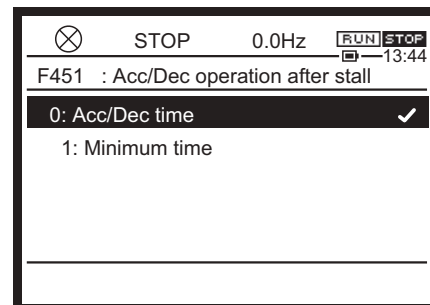 STOP 0.0Hz RUN STOP
13:44
F451 : Acc/Dec operation after stall
0: Acc/Dec time
1: Minimum time